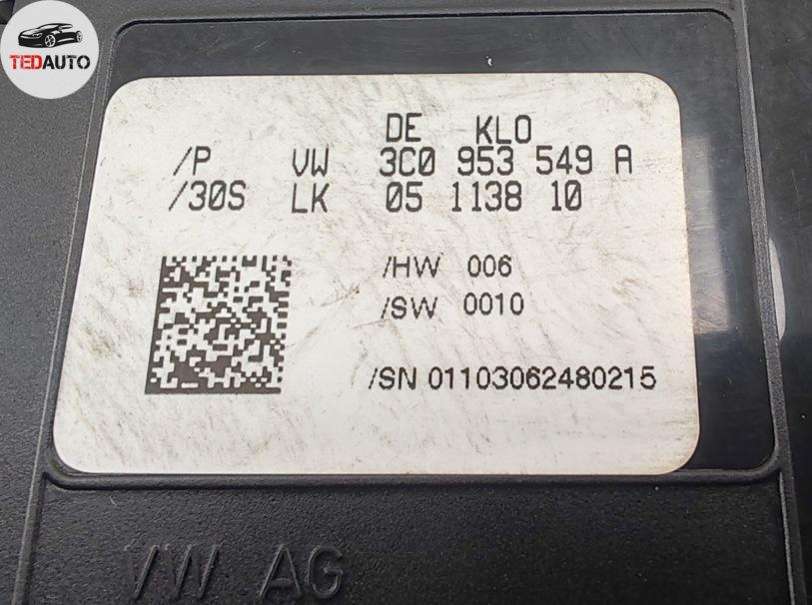 TEDAUTO
DE KLO
/P VW 3C0 953 549 A
/30S LK 05 1138 10
/HW 006
/SW 0010
/SN 01103062480215
VW AG